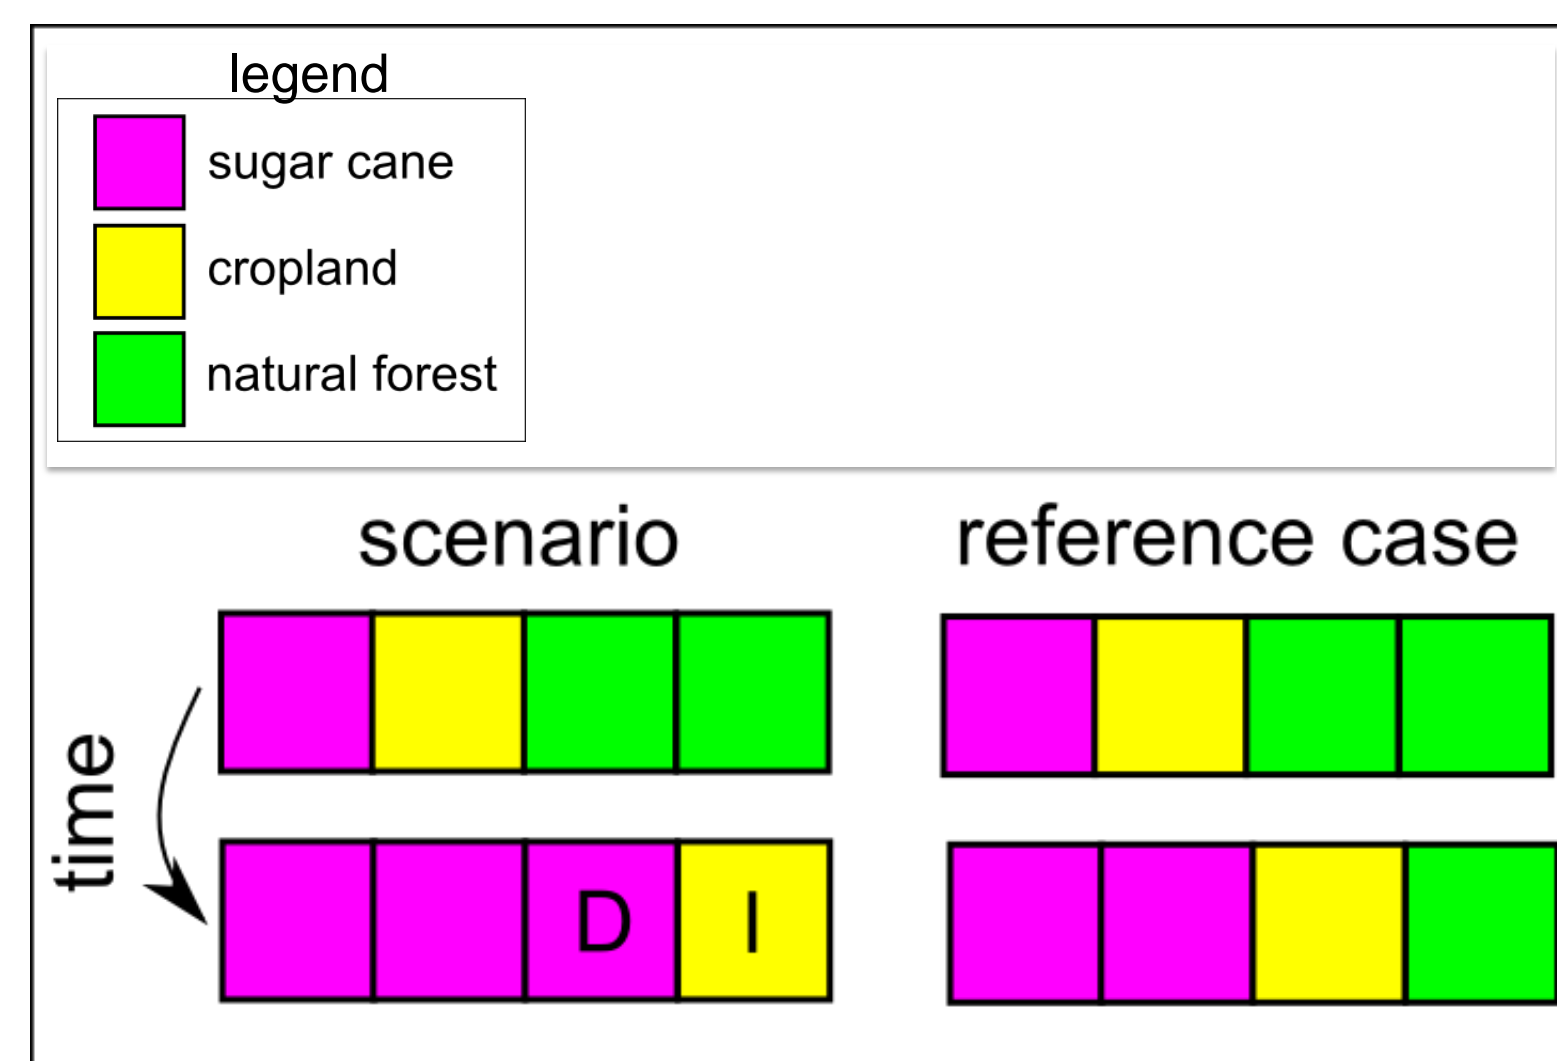 legend
sugar cane
cropland
natural forest
scenario
reference case
time
D
I